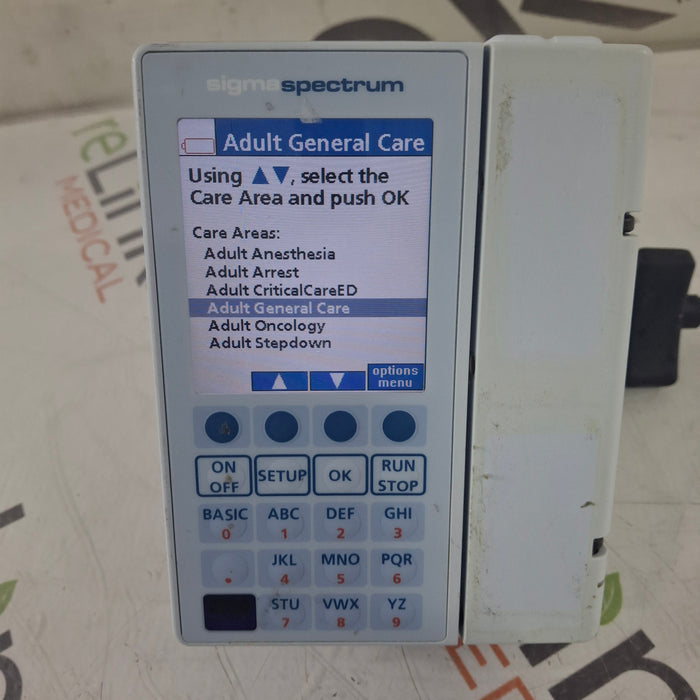 sigmaspectrum
Adult General Care
Using ▲▼, select the
Care Area and push OK
Care Areas:
Adult Anesthesia
Adult Arrest
Adult CriticalCareED
Adult General Care
Adult Oncology
Adult Stepdown
▲ ▼ options
menu
ON
OFF
SETUP
OK
RUN
STOP
BASIC
0
ABC
1
DEF
2
GHI
3
.
JKL
4
MNO
5
PQR
6
STU
7
VWX
8
YZ
9
reLink
MEDICAL